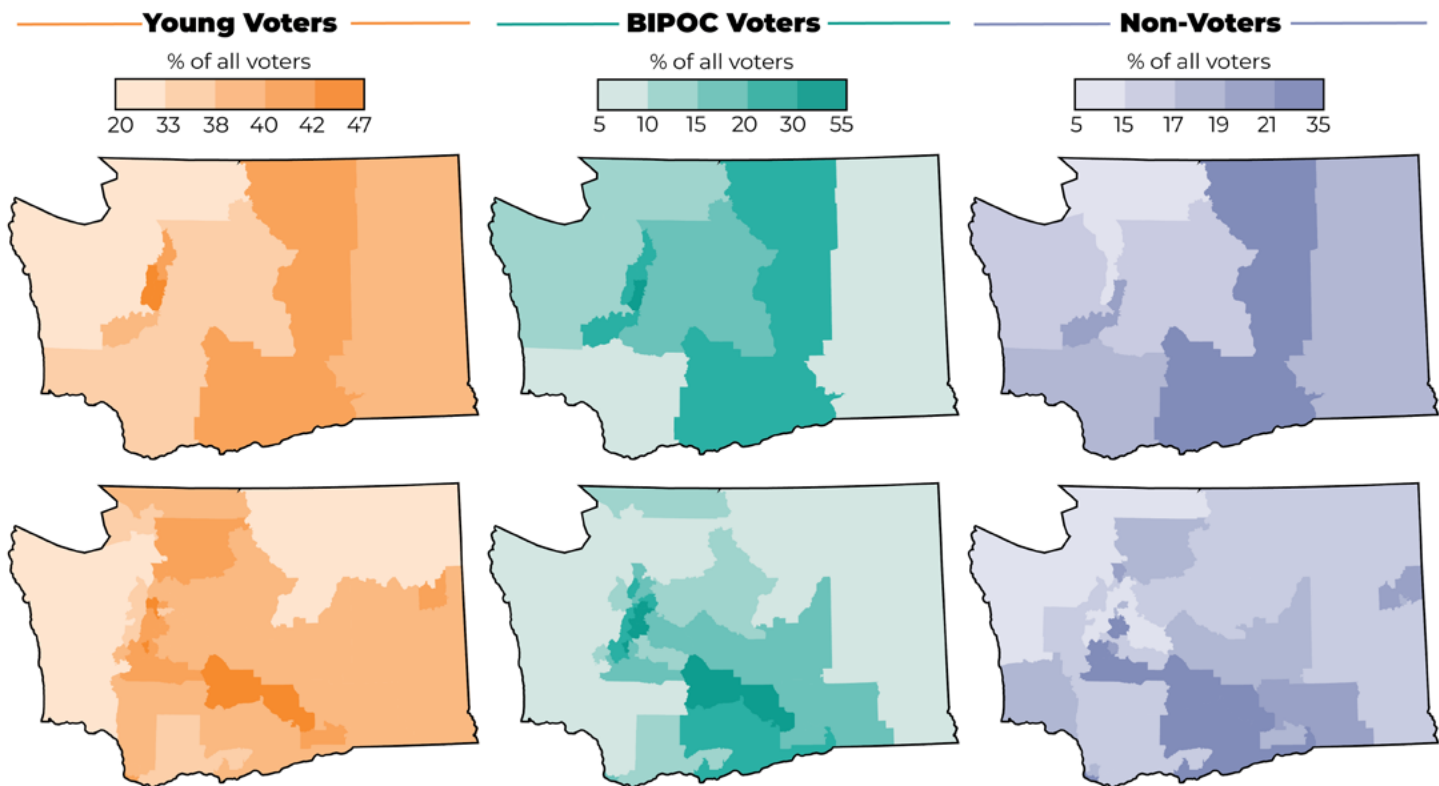 Young Voters
% of all voters
20 33 38 40 42 47
BIPOC Voters
% of all voters
5 10 15 20 30 55
Non-Voters
% of all voters
5 15 17 19 21 35